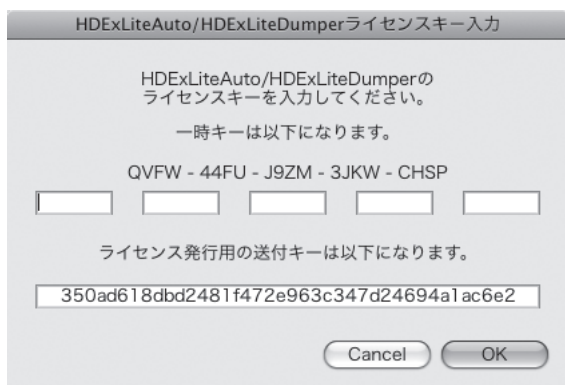 HDExLiteAuto/HDExLiteDumperライセンスキー入力
HDExLiteAuto/HDExLiteDumperの
ライセンスキーを入力してください。
一時キーは以下になります。
QVFW - 44FU - J9ZM - 3JKW - CHSP
ライセンス発行用の送付キーは以下になります。
350ad618dbd2481f472e963c347d24694a1ac6e2
Cancel OK